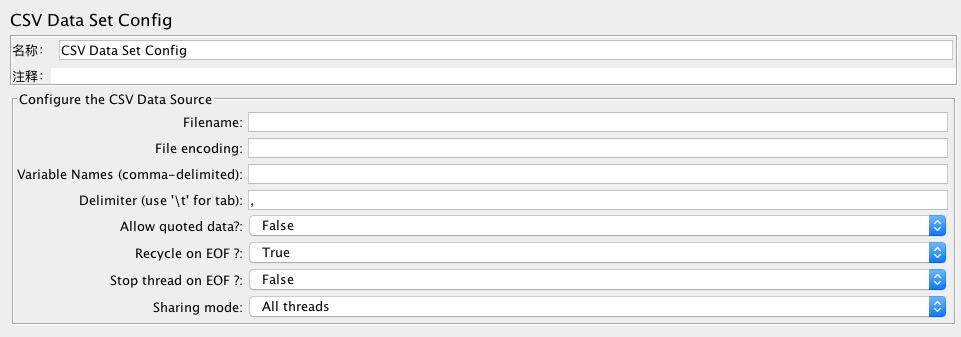 CSV Data Set Config
名称： CSV Data Set Config
注释：
Configure the CSV Data Source
Filename:
File encoding:
Variable Names (comma-delimited):
Delimiter (use '\t' for tab): ,
Allow quoted data?: False
Recycle on EOF ?: True
Stop thread on EOF ?: False
Sharing mode: All threads